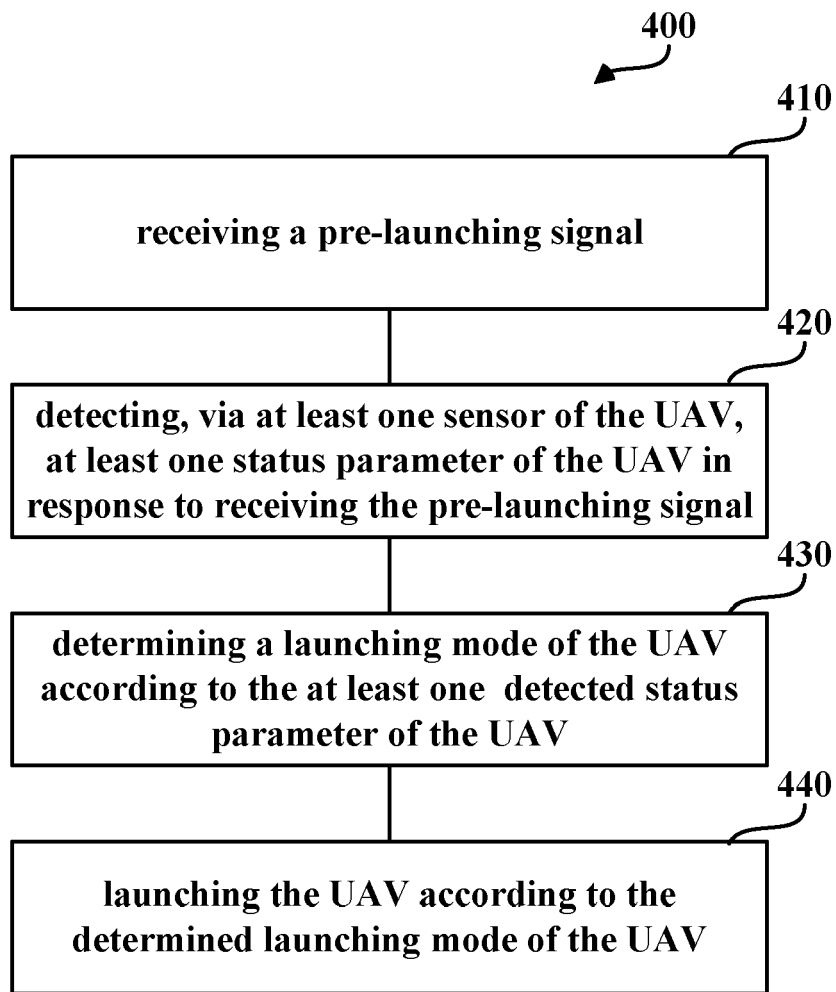 400
410
receiving a pre-launching signal
420
detecting, via at least one sensor of the UAV,
at least one status parameter of the UAV in
response to receiving the pre-launching signal
430
determining a launching mode of the UAV
according to the at least one detected status
parameter of the UAV
440
launching the UAV according to the
determined launching mode of the UAV